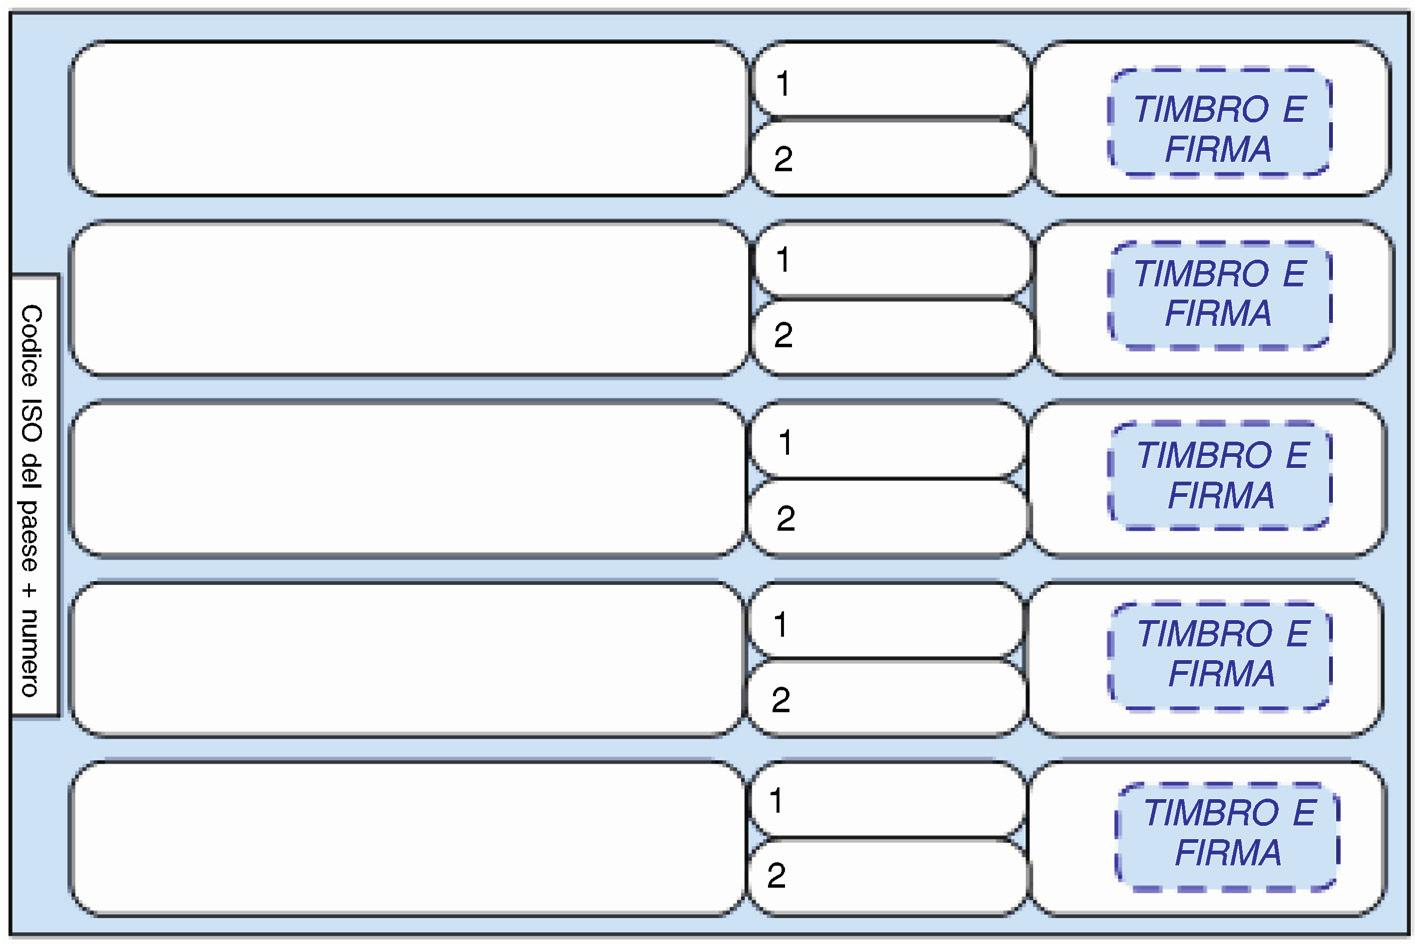 1
2
TIMBRO E
FIRMA
1
2
TIMBRO E
FIRMA
1
2
TIMBRO E
FIRMA
1
2
TIMBRO E
FIRMA
1
2
TIMBRO E
FIRMA
Codice ISO del paese + numero